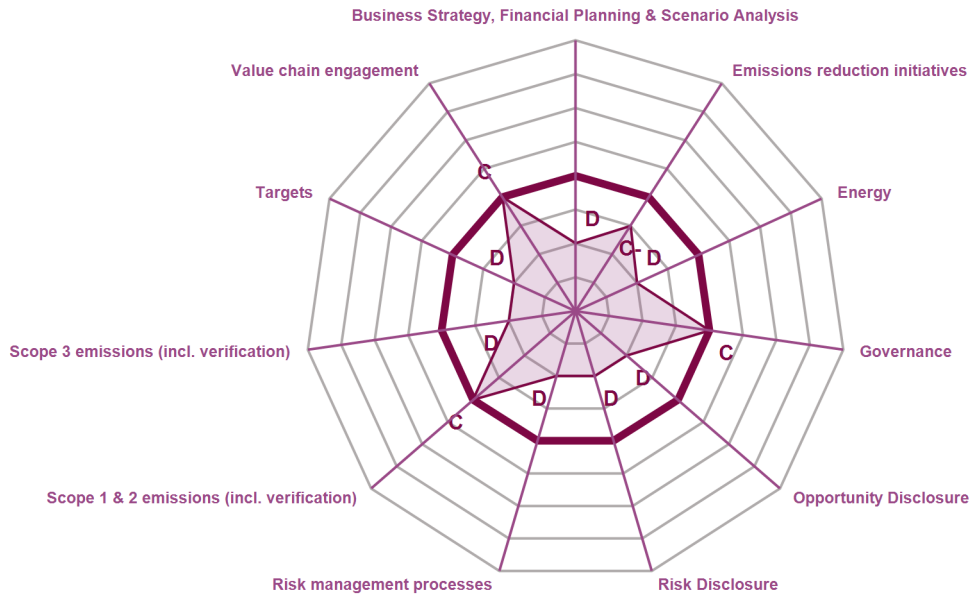 Business Strategy, Financial Planning & Scenario Analysis
Value chain engagement
Emissions reduction initiatives
C
Targets
Energy
D
C-
D
D
Scope 3 emissions (incl. verification)
D
C
Governance
D
D
D
C
Scope 1 & 2 emissions (incl. verification)
Opportunity Disclosure
Risk management processes
Risk Disclosure